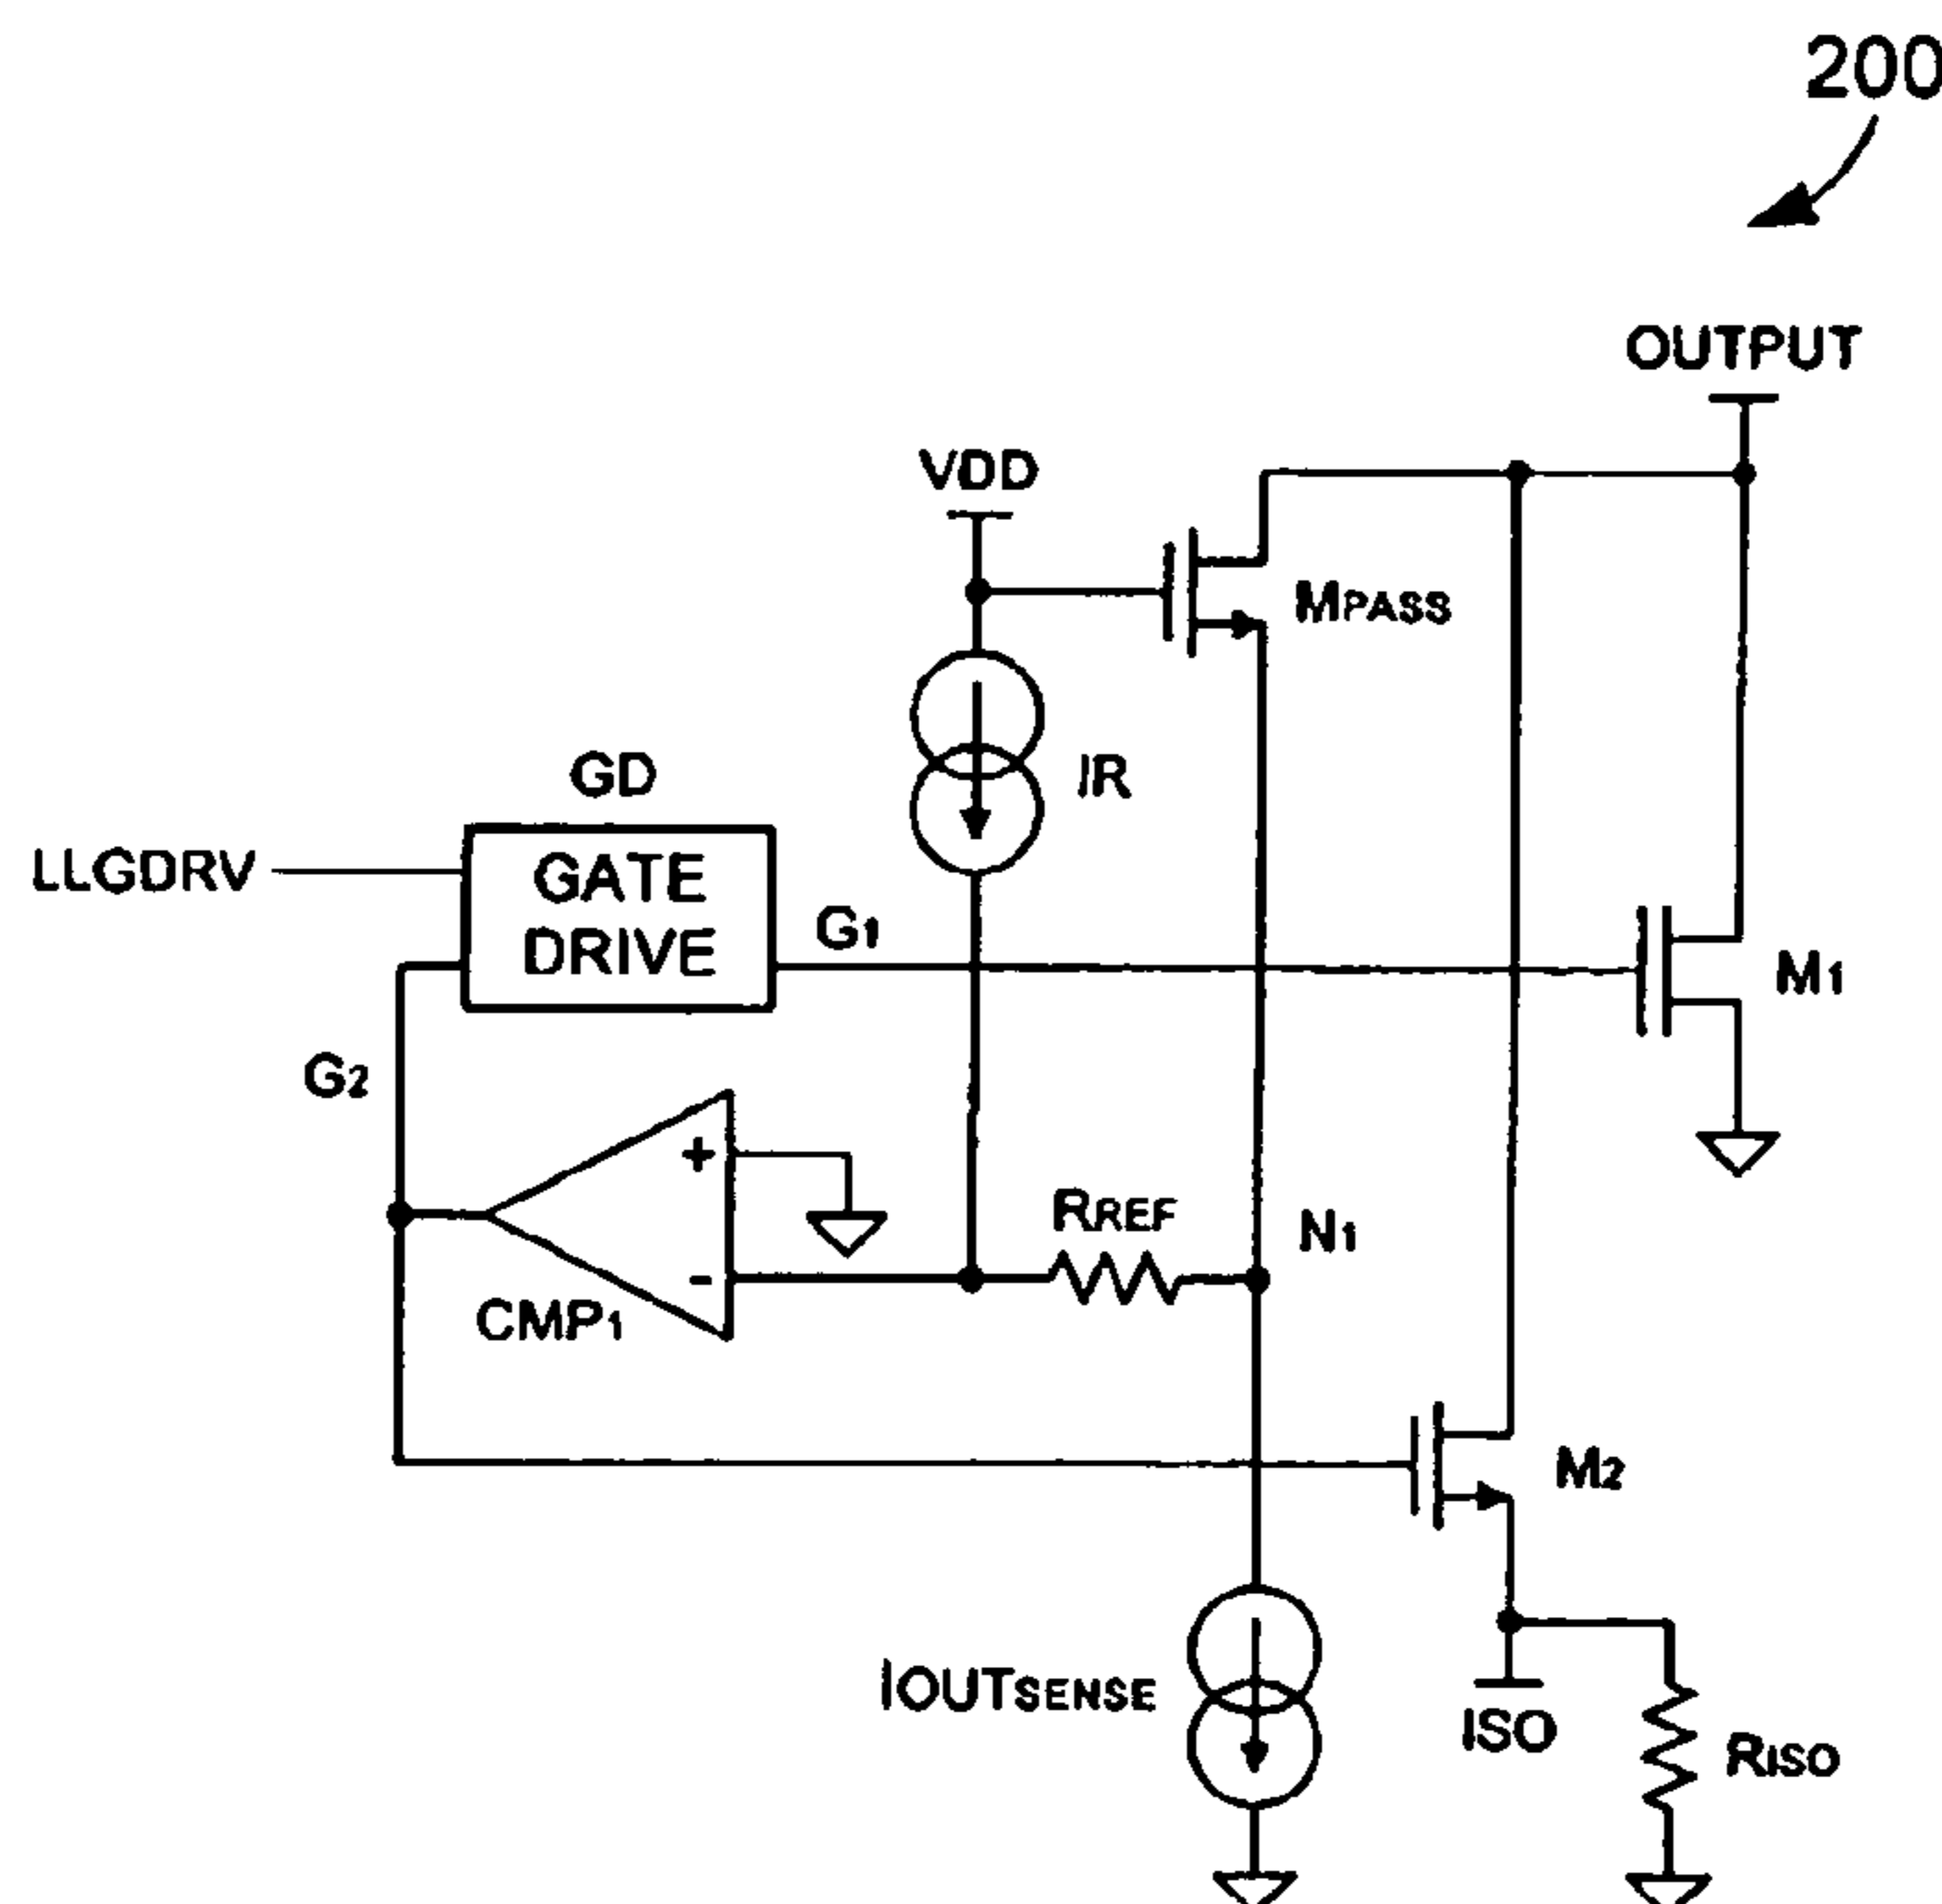 200
OUTPUT
VDD
MPASS
GD
IR
LLGDRV
GATE
DRIVE
G1
M1
G2
+
RREF
N1
-
CMP1
M2
IOUTSENSE
ISO
RISO